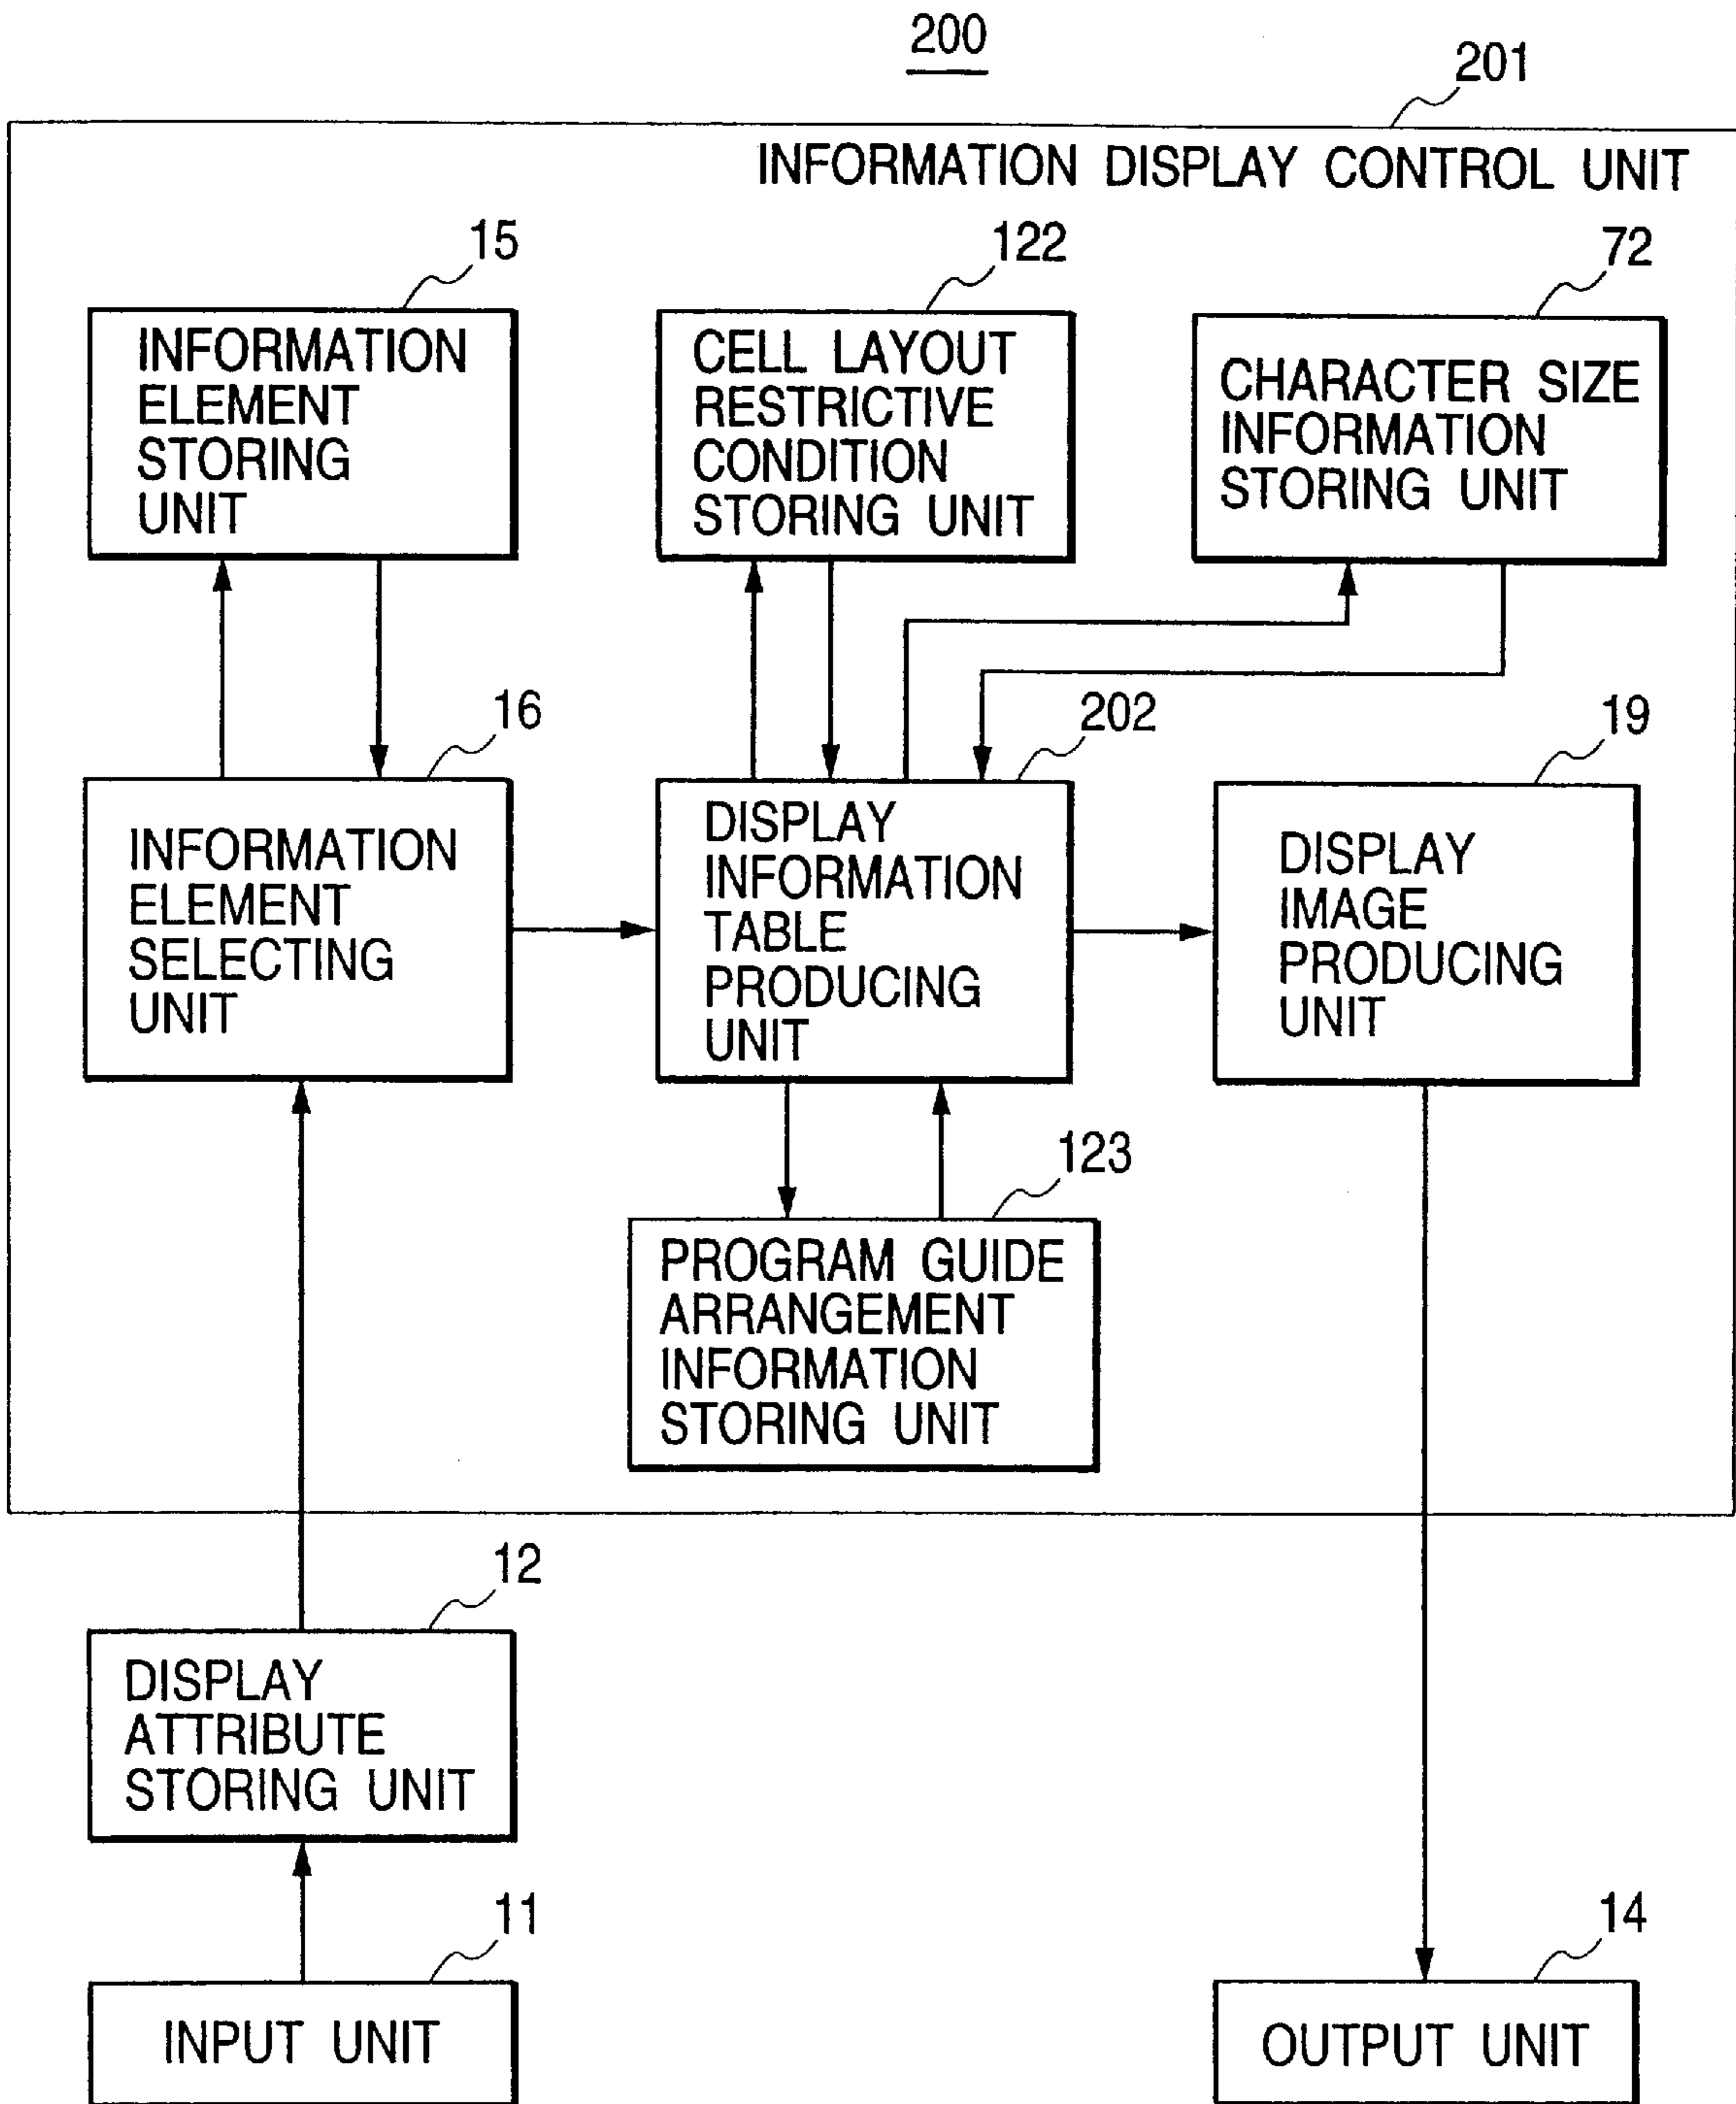 200
201
INFORMATION DISPLAY CONTROL UNIT
15
122
72
INFORMATION
ELEMENT
STORING
UNIT
CELL LAYOUT
RESTRICTIVE
CONDITION
STORING UNIT
CHARACTER SIZE
INFORMATION
STORING UNIT
16
202
19
INFORMATION
ELEMENT
SELECTING
UNIT
DISPLAY
INFORMATION
TABLE
PRODUCING
UNIT
DISPLAY
IMAGE
PRODUCING
UNIT
123
PROGRAM GUIDE
ARRANGEMENT
INFORMATION
STORING UNIT
12
DISPLAY
ATTRIBUTE
STORING UNIT
11
14
INPUT UNIT
OUTPUT UNIT